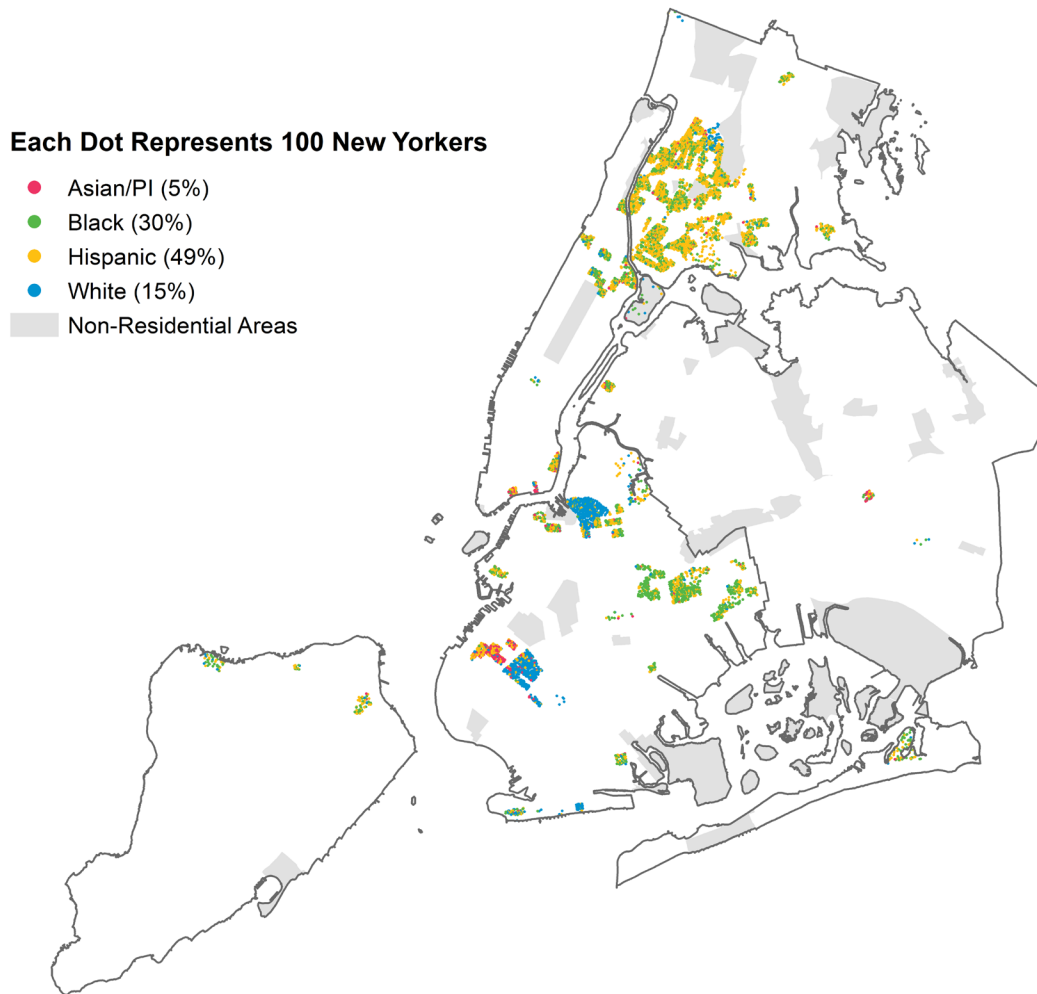 Each Dot Represents 100 New Yorkers
Asian/PI (5%)
Black (30%)
Hispanic (49%)
White (15%)
Non-Residential Areas